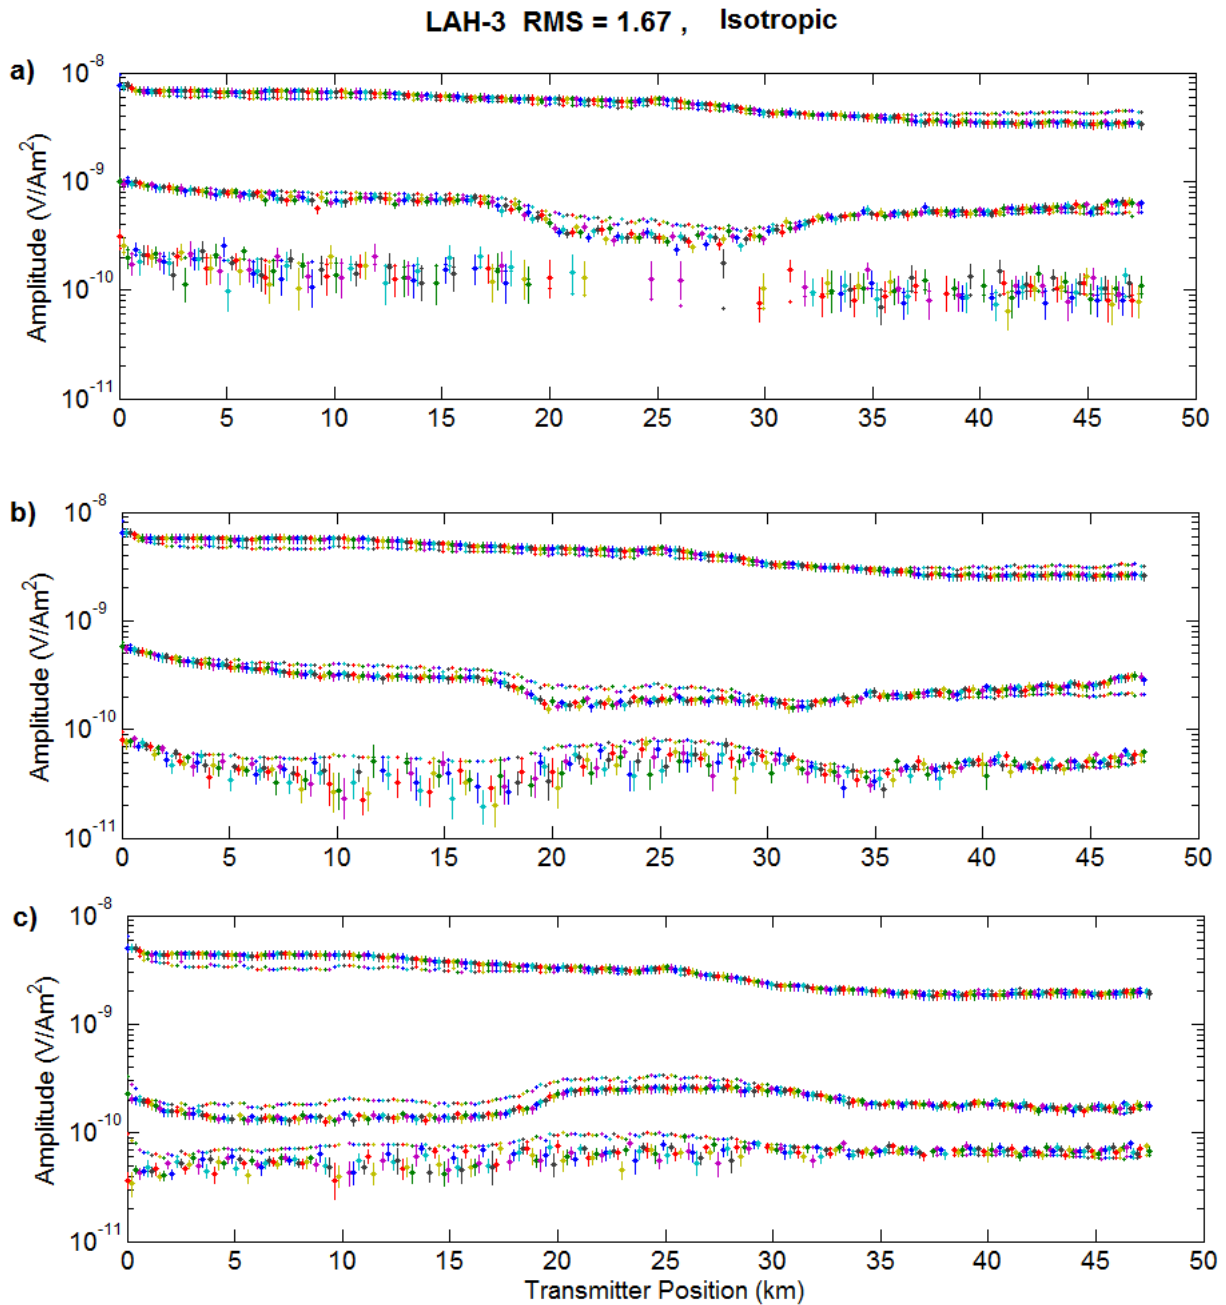 LAH-3 RMS = 1.67 , Isotropic
a)
10^-8
10^-9
10^-10
10^-11
Amplitude (V/Am^2)
0 5 10 15 20 25 30 35 40 45 50
b)
10^-8
10^-9
10^-10
10^-11
Amplitude (V/Am^2)
0 5 10 15 20 25 30 35 40 45 50
c)
10^-8
10^-9
10^-10
10^-11
Amplitude (V/Am^2)
0 5 10 15 20 25 30 35 40 45 50
Transmitter Position (km)